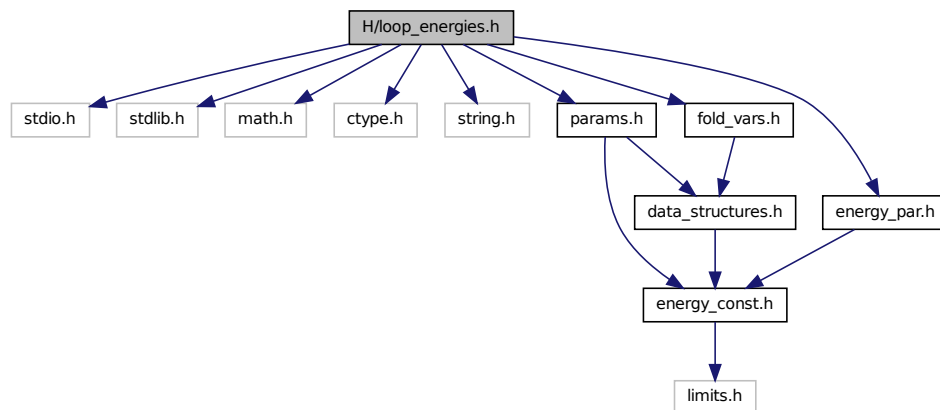 H/loop_energies.h
stdio.h
stdlib.h
math.h
ctype.h
string.h
params.h
fold_vars.h
data_structures.h
energy_par.h
energy_const.h
limits.h